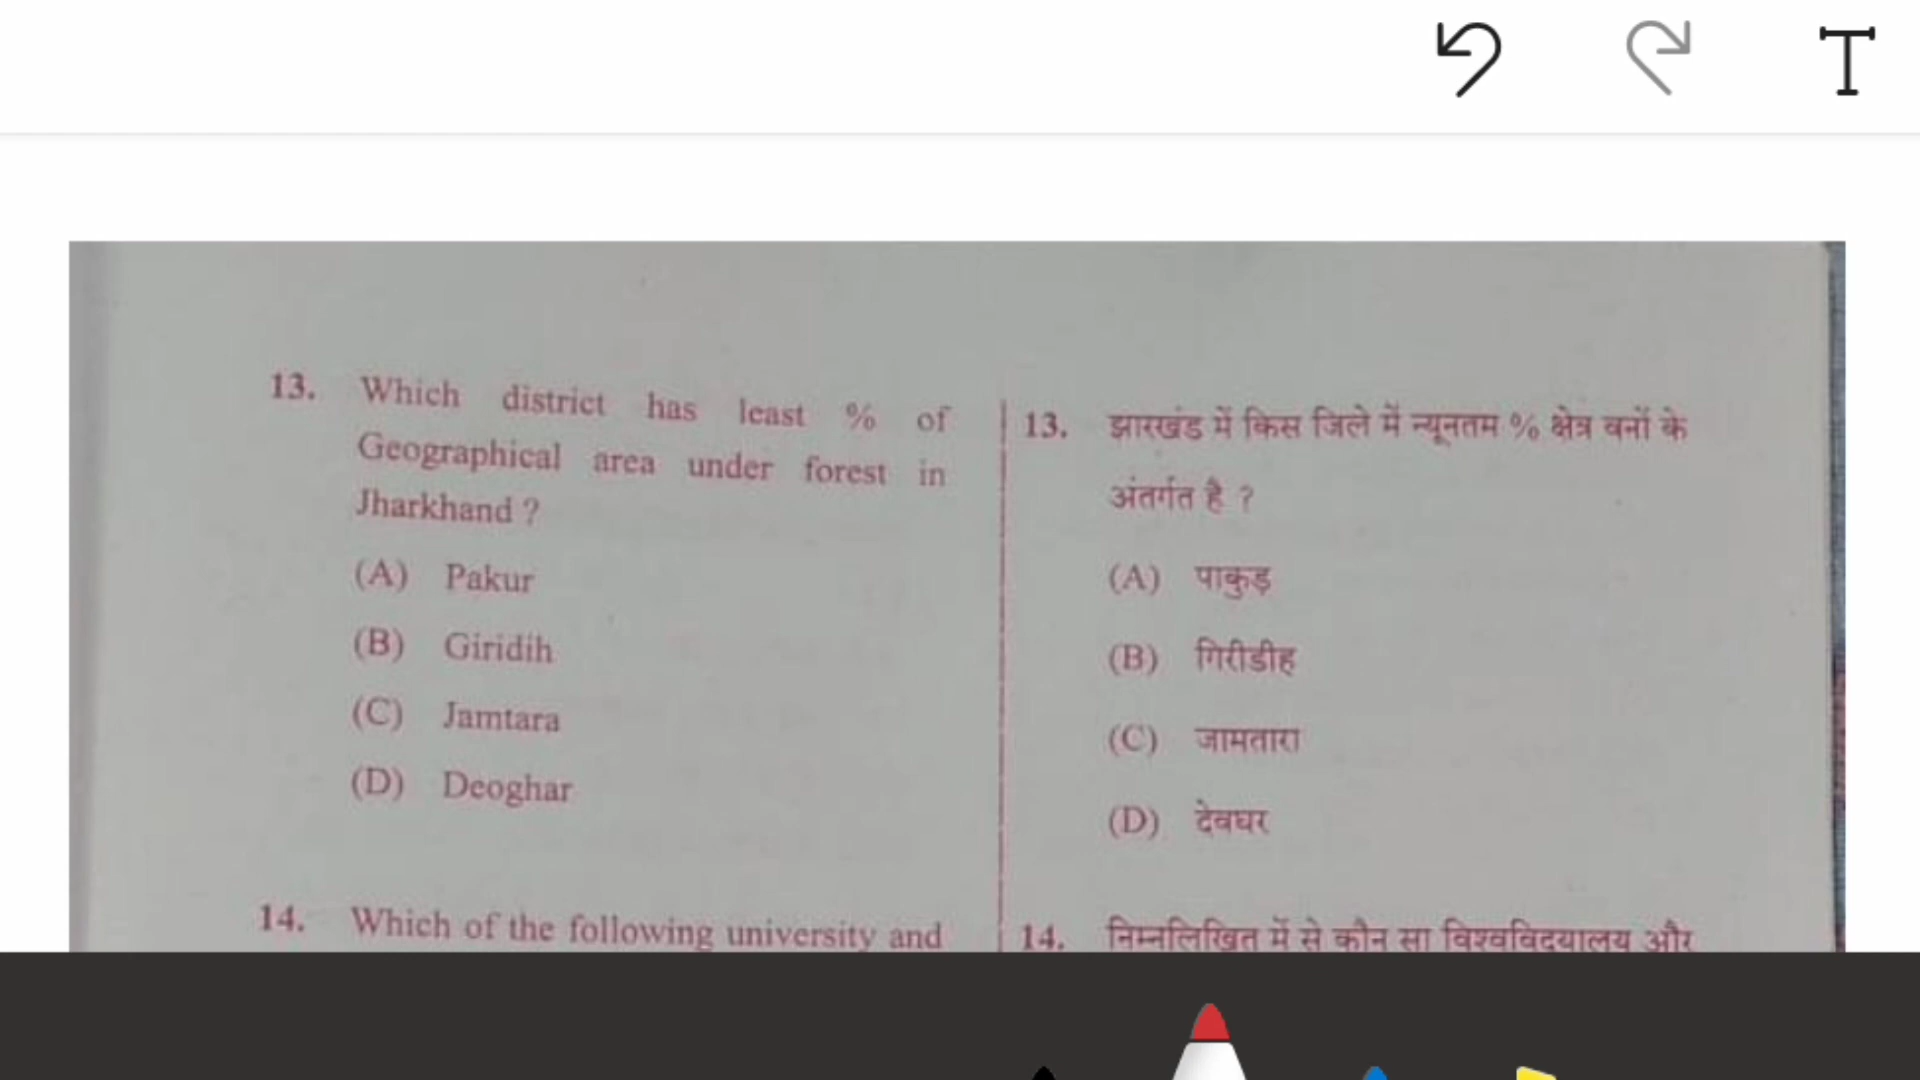 13. Which district has least % of
Geographical area under forest in
Jharkhand ?
(A) Pakur
(B) Giridih
(C) Jamtara
(D) Deoghar
14. Which of the following university and
13. झारखंड में किस जिले में न्यूनतम % क्षेत्र वनों के
अंतर्गत है ?
(A) पाकुड़
(B) गिरीडीह
(C) जामतारा
(D) देवघर
14. निम्नलिखित में से कौन सा विश्वविद्यालय और
T